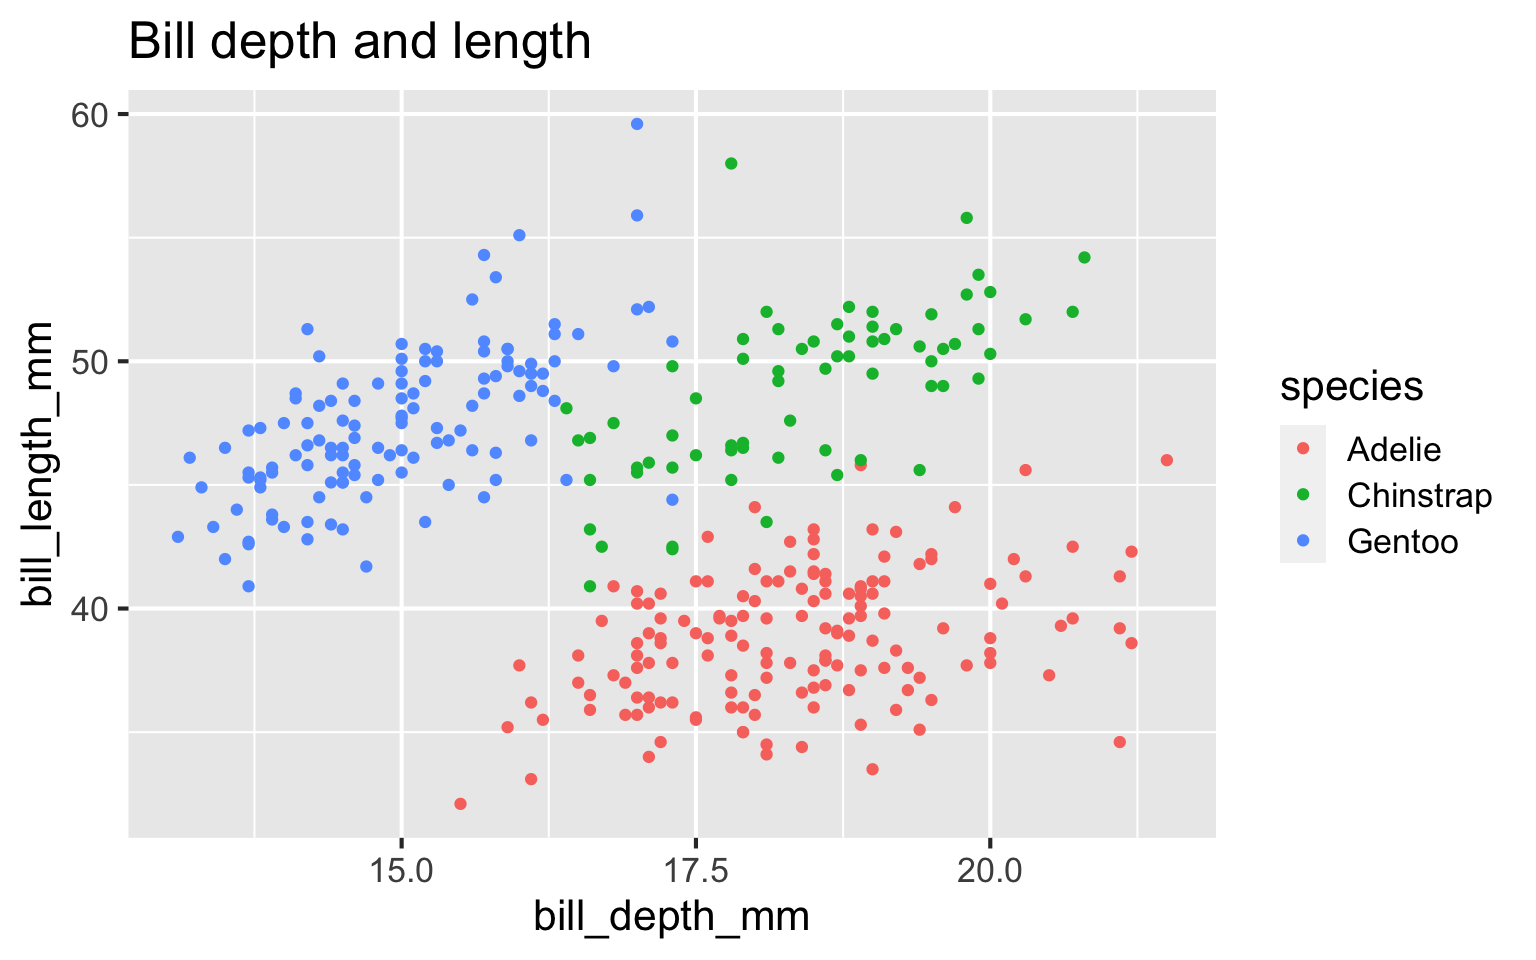 Bill depth and length
60
50
40
bill_length_mm
15.0 17.5 20.0
bill_depth_mm
species
Adelie
Chinstrap
Gentoo